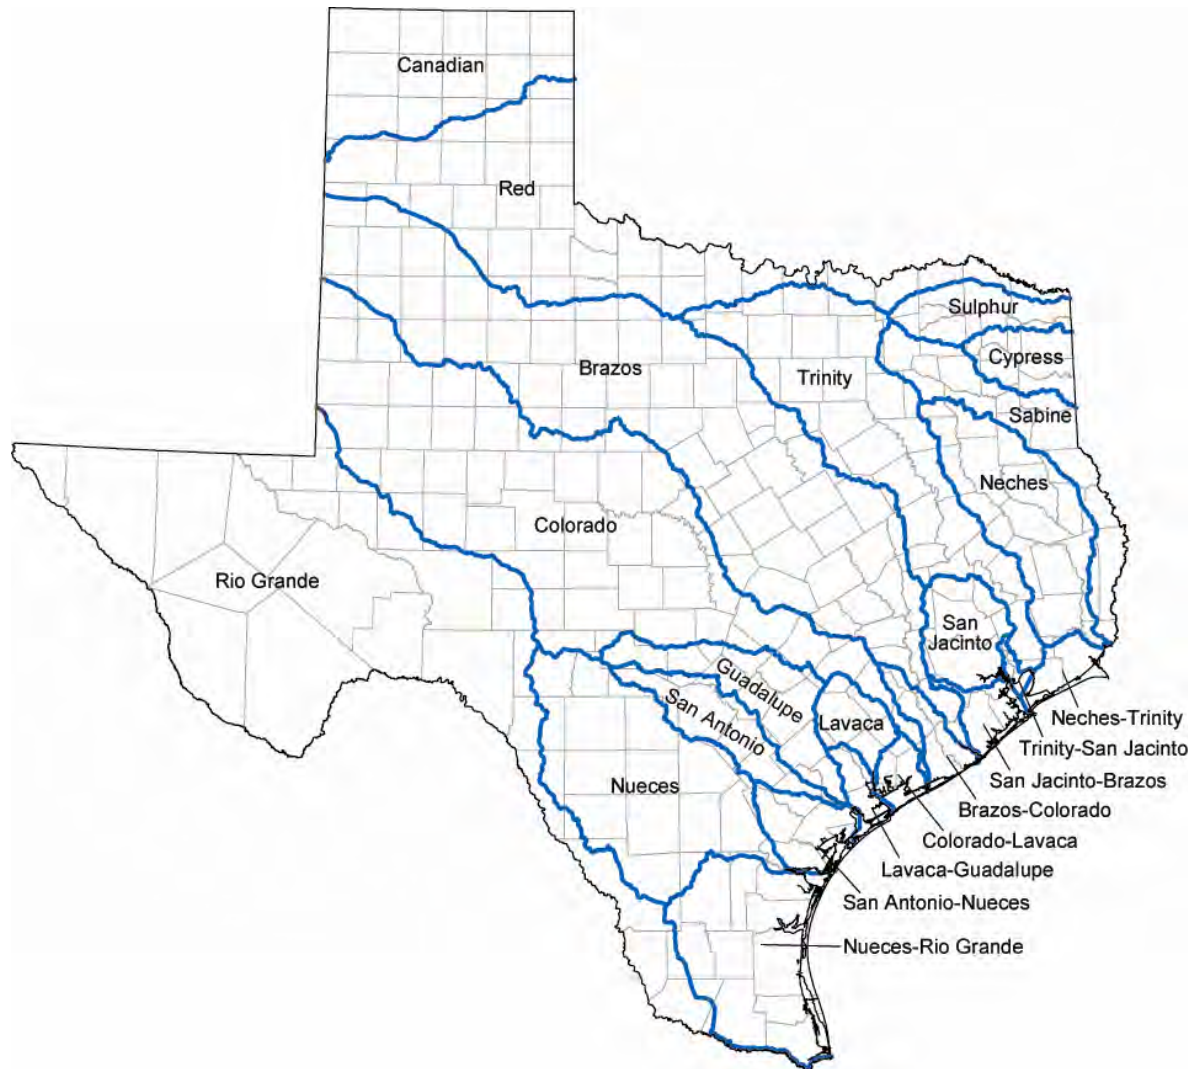 Canadian
Red
Sulphur
Cypress
Brazos
Trinity
Sabine
Neches
Colorado
Rio Grande
San
Jacinto
Guadalupe
San Antonio
Lavaca
Neches-Trinity
Trinity-San Jacinto
Nueces
San Jacinto-Brazos
Brazos-Colorado
Colorado-Lavaca
Lavaca-Guadalupe
San Antonio-Nueces
Nueces-Rio Grande